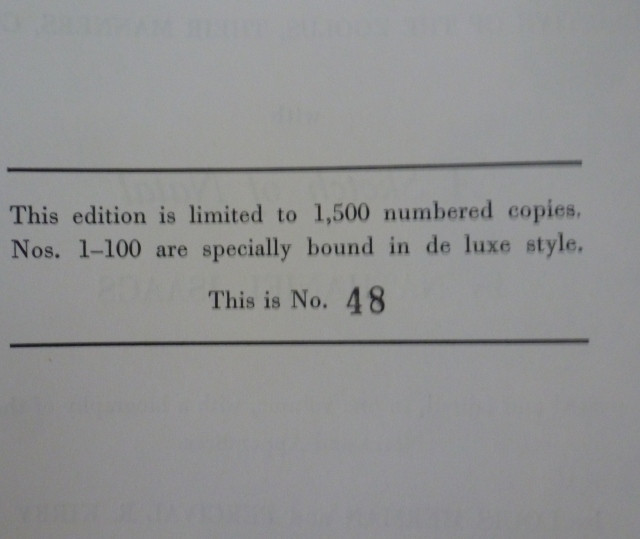 This edition is limited to 1,500 numbered copies.
Nos. 1–100 are specially bound in de luxe style.
This is No. 48